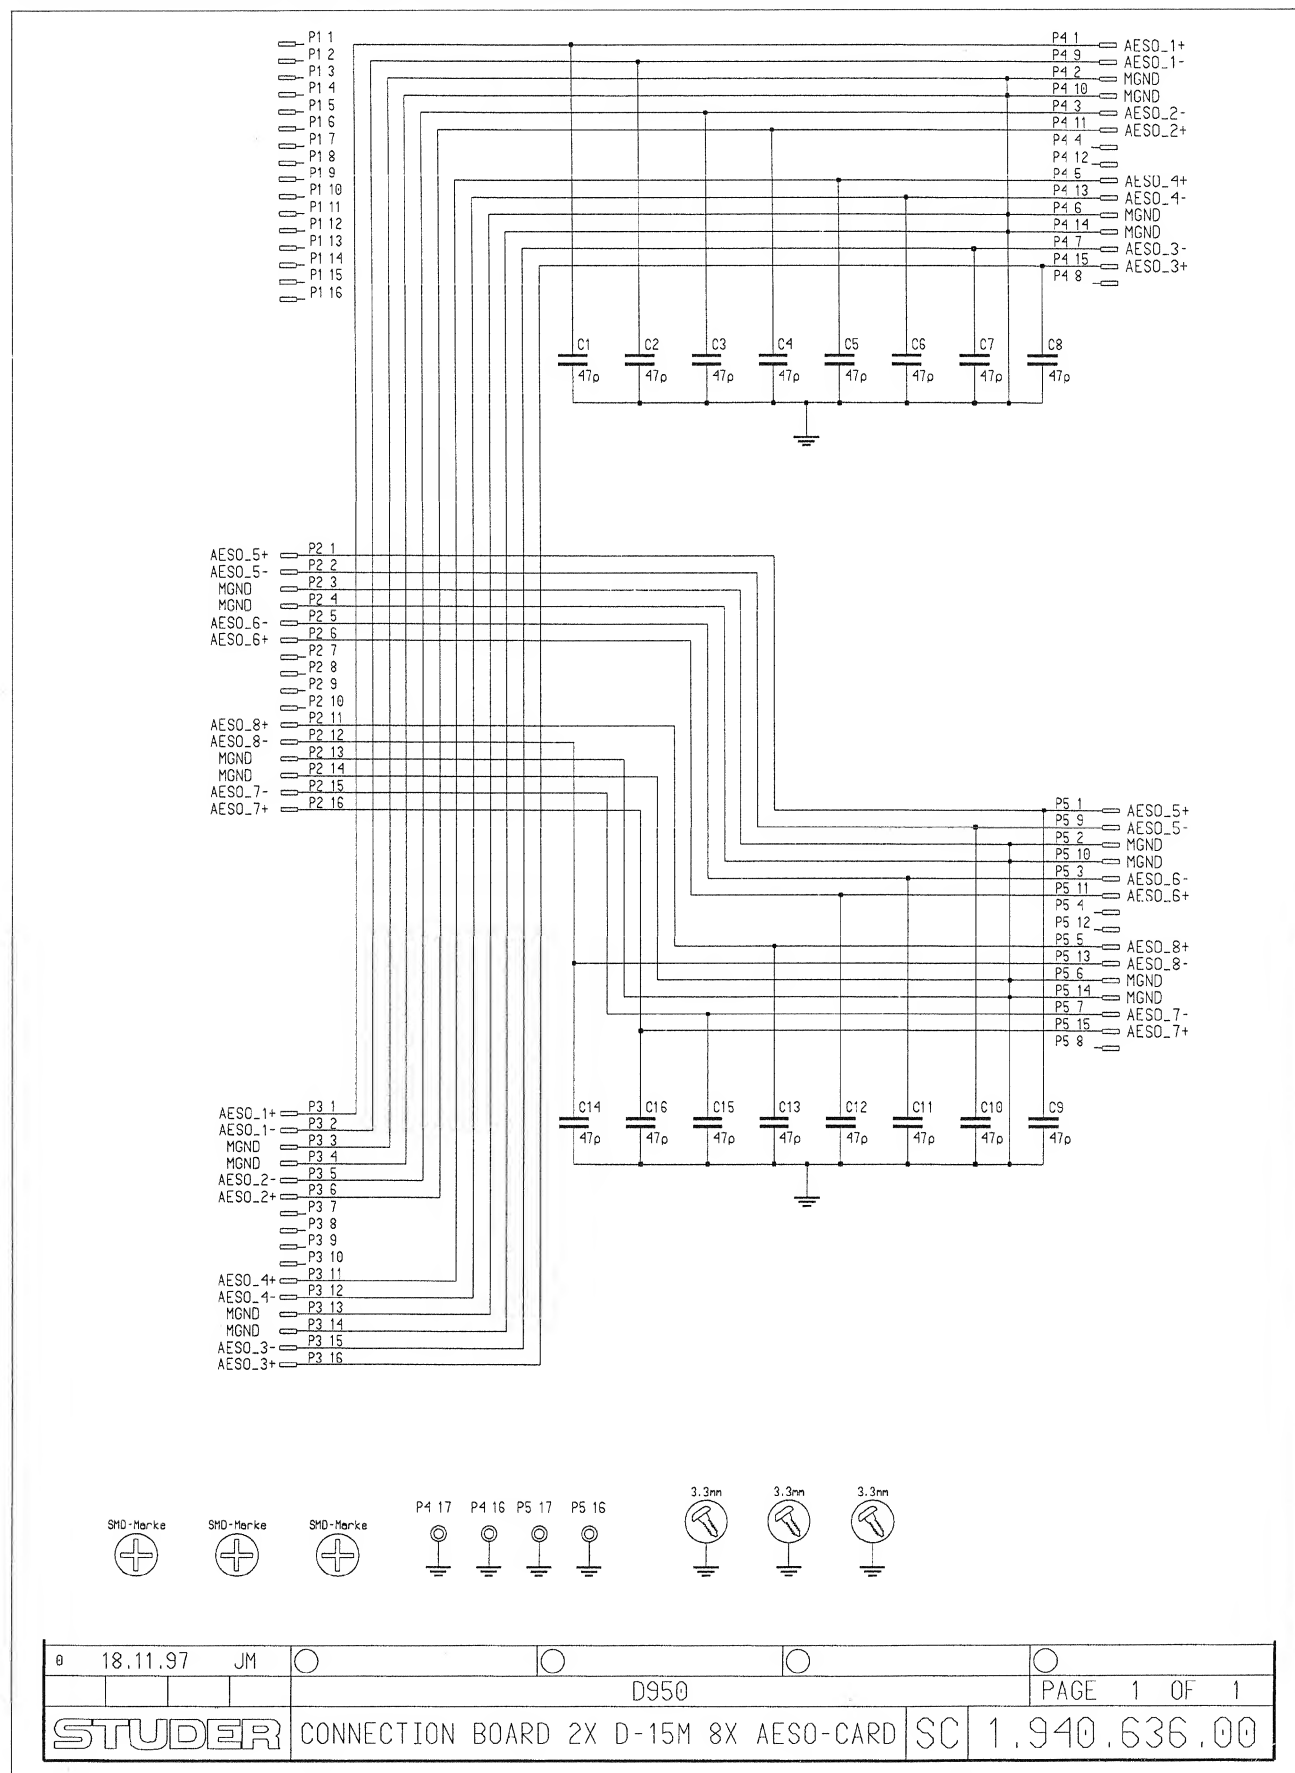 P1 1
P1 2
P1 3
P1 4
P1 5
P1 6
P1 7
P1 8
P1 9
P1 10
P1 11
P1 12
P1 13
P1 14
P1 15
P1 16
P4 1 AESO_1+
P4 9 AESO_1-
P4 2 MGND
P4 10 MGND
P4 3 AESO_2-
P4 11 AESO_2+
P4 4
P4 12
P4 5 AESO_4+
P4 13 AESO_4-
P4 6 MGND
P4 14 MGND
P4 7 AESO_3-
P4 15 AESO_3+
P4 8
C1 C2 C3 C4 C5 C6 C7 C8
47p 47p 47p 47p 47p 47p 47p 47p
AESO_5+ P2 1
AESO_5- P2 2
MGND P2 3
MGND P2 4
AESO_6- P2 5
AESO_6+ P2 6
P2 7
P2 8
P2 9
P2 10
AESO_8+ P2 11
AESO_8- P2 12
MGND P2 13
MGND P2 14
AESO_7- P2 15
AESO_7+ P2 16
P5 1 AESO_5+
P5 9 AESO_5-
P5 2 MGND
P5 10 MGND
P5 3 AESO_6-
P5 11 AESO_6+
P5 4
P5 12
P5 5 AESO_8+
P5 13 AESO_8-
P5 6 MGND
P5 14 MGND
P5 7 AESO_7-
P5 15 AESO_7+
P5 8
C14 C16 C15 C13 C12 C11 C10 C9
47p 47p 47p 47p 47p 47p 47p 47p
AESO_1+ P3 1
AESO_1- P3 2
MGND P3 3
MGND P3 4
AESO_2- P3 5
AESO_2+ P3 6
P3 7
P3 8
P3 9
P3 10
AESO_4+ P3 11
AESO_4- P3 12
MGND P3 13
MGND P3 14
AESO_3- P3 15
AESO_3+ P3 16
SMD-Marke SMD-Marke SMD-Marke
P4 17 P4 16 P5 17 P5 16
3.3mm 3.3mm 3.3mm
0 18.11.97 JM
D950 PAGE 1 OF 1
STUDER CONNECTION BOARD 2X D-15M 8X AESO-CARD SC 1.940.636.00